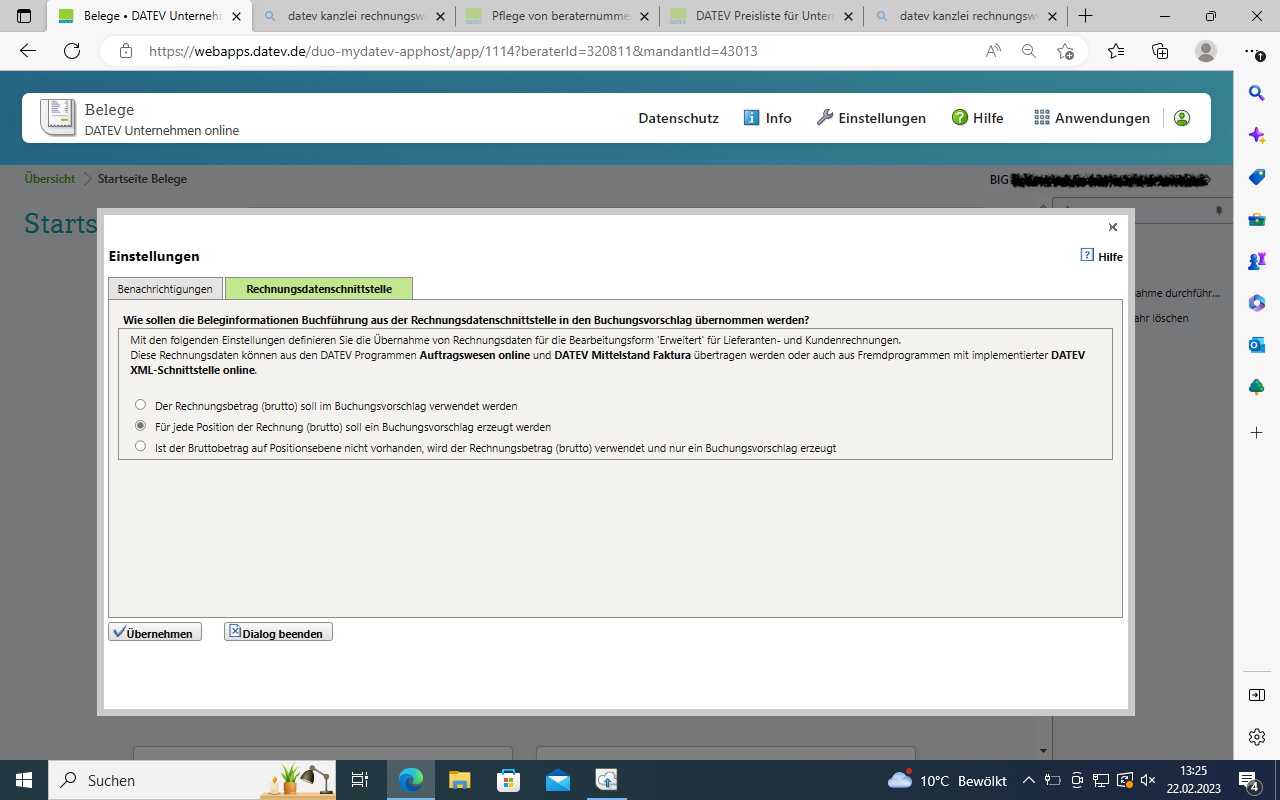 Belege • DATEV Unternehm
datev kanzlei rechnungswe
Pflege von beraternumme
DATEV Preisliste für Untern
datev kanzlei rechnungswe
https://webapps.datev.de/duo-mydatev-apphost/app/1114?beraterId=320811&mandantId=43013
Belege
DATEV Unternehmen online
Datenschutz
Info
Einstellungen
Hilfe
Anwendungen
Übersicht
Startseite Belege
BIG
Starts
Einstellungen
Hilfe
Benachrichtigungen
Rechnungsdatenschnittstelle
ahme durchführ...
ahr löschen
Wie sollen die Beleginformationen Buchführung aus der Rechnungsdatenschnittstelle in den Buchungsvorschlag übernommen werden?
Mit den folgenden Einstellungen definieren Sie die Übernahme von Rechnungsdaten für die Bearbeitungsform 'Erweitert' für Lieferanten- und Kundenrechnungen.
Diese Rechnungsdaten können aus den DATEV Programmen Auftragswesen online und DATEV Mittelstand Faktura übertragen werden oder auch aus Fremdprogrammen mit implementierter DATEV
XML-Schnittstelle online.
Der Rechnungsbetrag (brutto) soll im Buchungsvorschlag verwendet werden
Für jede Position der Rechnung (brutto) soll ein Buchungsvorschlag erzeugt werden
Ist der Bruttobetrag auf Positionsebene nicht vorhanden, wird der Rechnungsbetrag (brutto) verwendet und nur ein Buchungsvorschlag erzeugt
Übernehmen
Dialog beenden
Suchen
10°C Bewölkt
13:25
22.02.2023
4